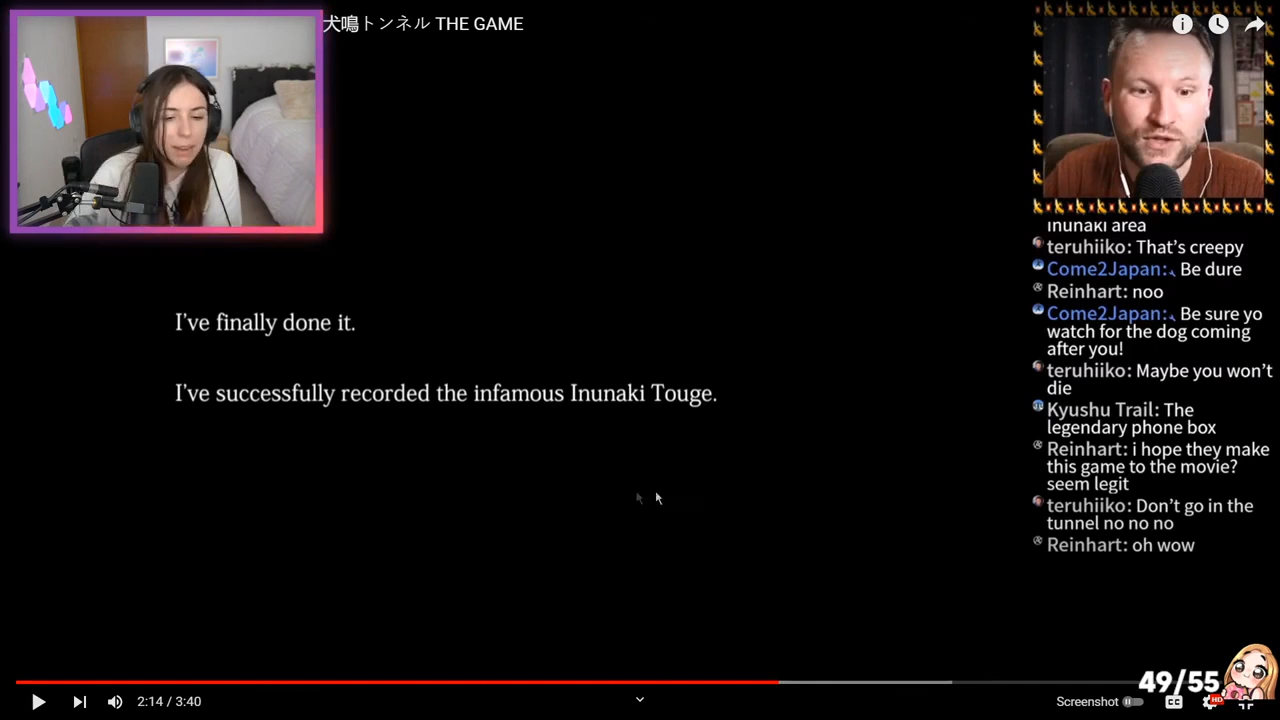 犬鳴トンネル THE GAME
inunaki area
teruhiiko: That's creepy
Come2Japan: Be dure
Reinhart: noo
Come2Japan: Be sure yo
watch for the dog coming
after you!
teruhiiko: Maybe you won't
die
Kyushu Trail: The
legendary phone box
Reinhart: i hope they make
this game to the movie?
seem legit
teruhiiko: Don't go in the
tunnel no no no
Reinhart: oh wow
I've finally done it.
I've successfully recorded the infamous Inunaki Touge.
49/55
2:14 / 3:40
Screenshot
CC
HD